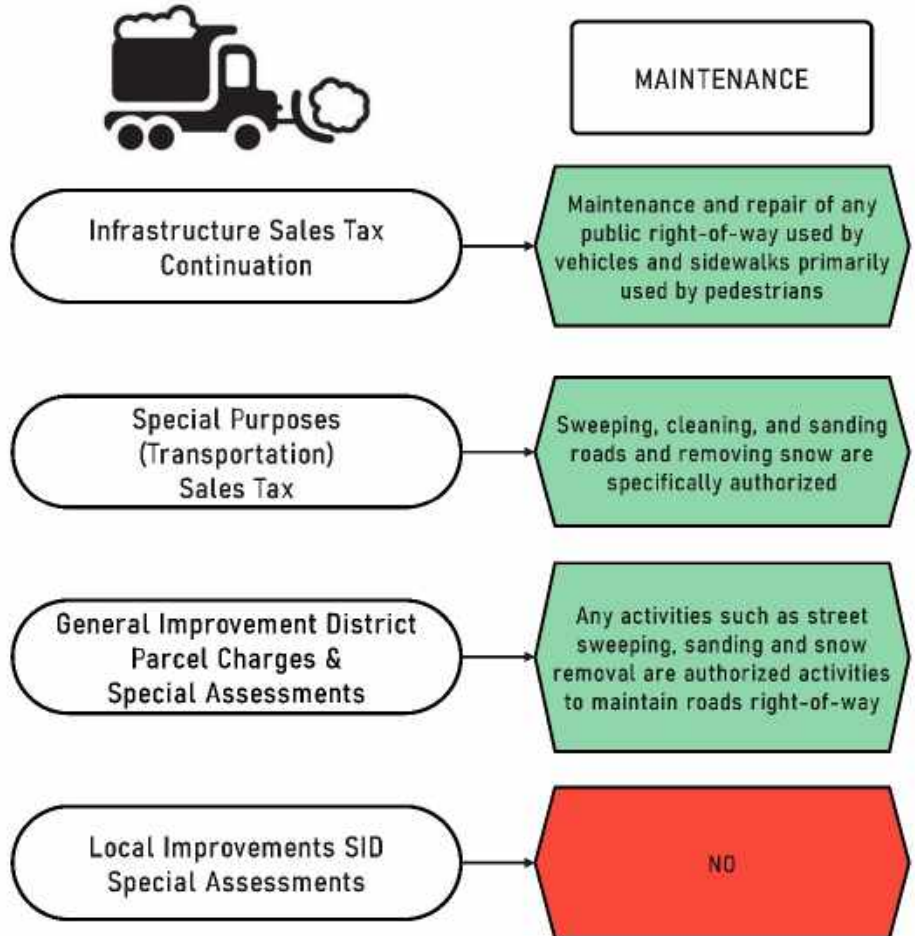 MAINTENANCE
Infrastructure Sales Tax
Continuation
Maintenance and repair of any
public right-of-way used by
vehicles and sidewalks primarily
used by pedestrians
Special Purposes
(Transportation)
Sales Tax
Sweeping, cleaning, and sanding
roads and removing snow are
specifically authorized
General Improvement District
Parcel Charges &
Special Assessments
Any activities such as street
sweeping, sanding and snow
removal are authorized activities
to maintain roads right-of-way
Local Improvements SID
Special Assessments
NO